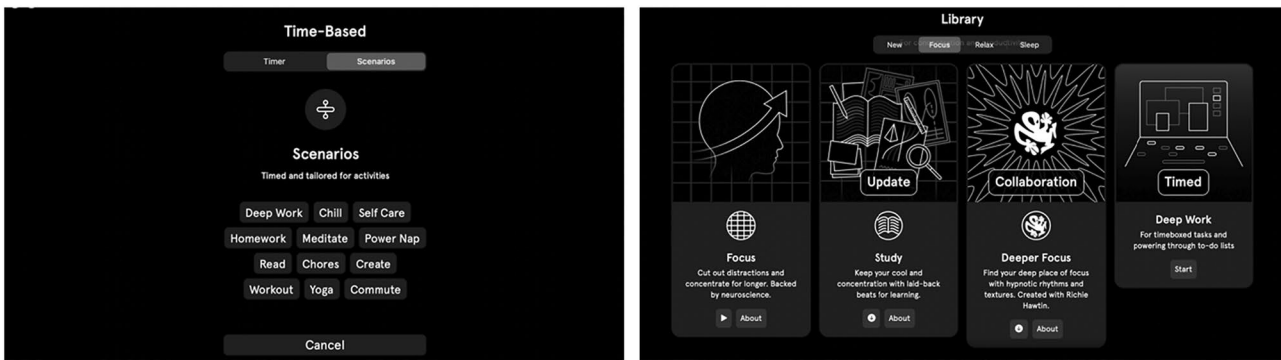 Time-Based
Timer Scenarios
Scenarios
Timed and tailored for activities
Deep Work Chill Self Care
Homework Meditate Power Nap
Read Chores Create
Workout Yoga Commute
Cancel
Library
New Focus Relax Sleep
Focus
Cut out distractions and
concentrate for longer. Backed
by neuroscience.
About
Update
Study
Keep your cool and
concentration with laid-back
beats for learning.
About
Collaboration
Deeper Focus
Find your deep place of focus
with hypnotic rhythms and
textures. Created with Richie
Hawtin.
About
Timed
Deep Work
For timeboxed tasks and
powering through to-do lists
Start